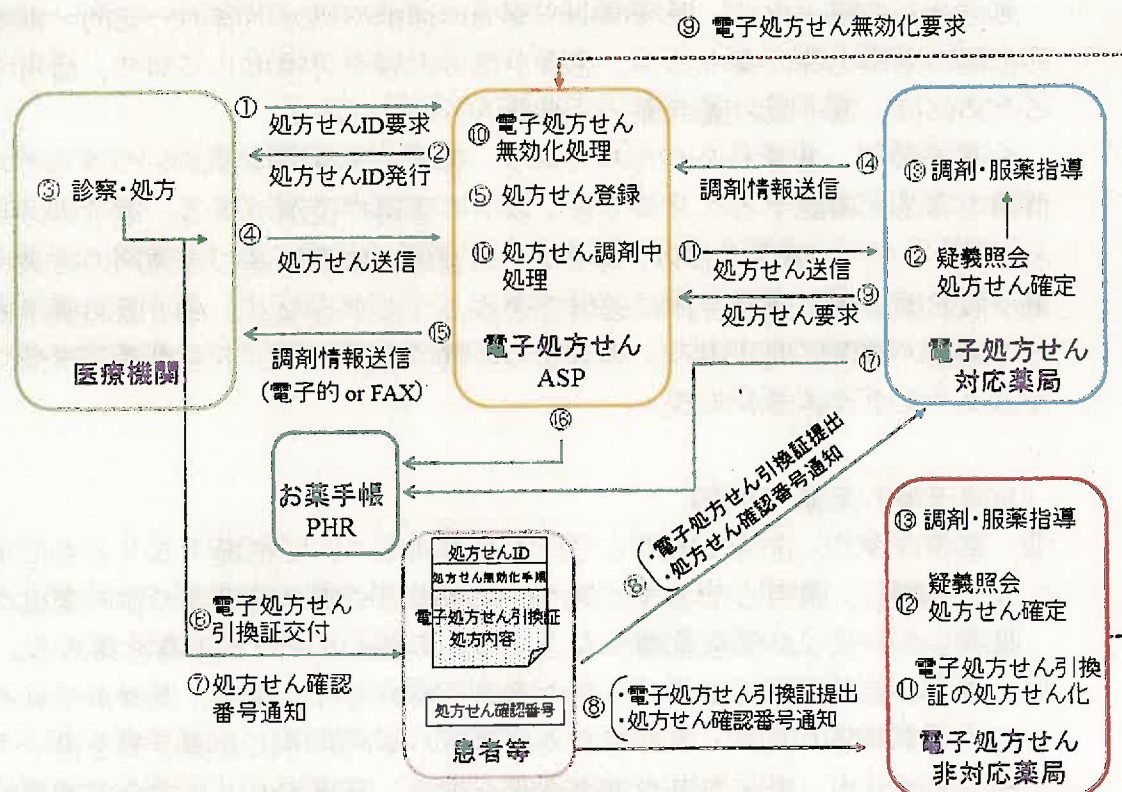 ⑨ 電子処方せん無効化要求
①
処方せんID要求
②
処方せんID発行
③ 診察・処方
④
処方せん送信
⑮
調剤情報送信
(電子的 or FAX)
医療機関
⑩ 電子処方せん
無効化処理
⑤ 処方せん登録
⑩ 処方せん調剤中
処理
電子処方せん
ASP
⑭
調剤情報送信
⑪
処方せん送信
⑨
処方せん要求
⑰
⑬ 調剤・服薬指導
⑫ 疑義照会
処方せん確定
電子処方せん
対応薬局
⑯
お薬手帳
PHR
⑧
・電子処方せん引換証提出
・処方せん確認番号通知
処方せんID
処方せん無効化手順
電子処方せん引換証
処方内容
処方せん確認番号
患者等
⑥ 電子処方せん
引換証交付
⑦ 処方せん確認
番号通知
⑧
・電子処方せん引換証提出
・処方せん確認番号通知
⑬ 調剤・服薬指導
⑫ 疑義照会
処方せん確定
⑪ 電子処方せん引換
証の処方せん化
電子処方せん
非対応薬局